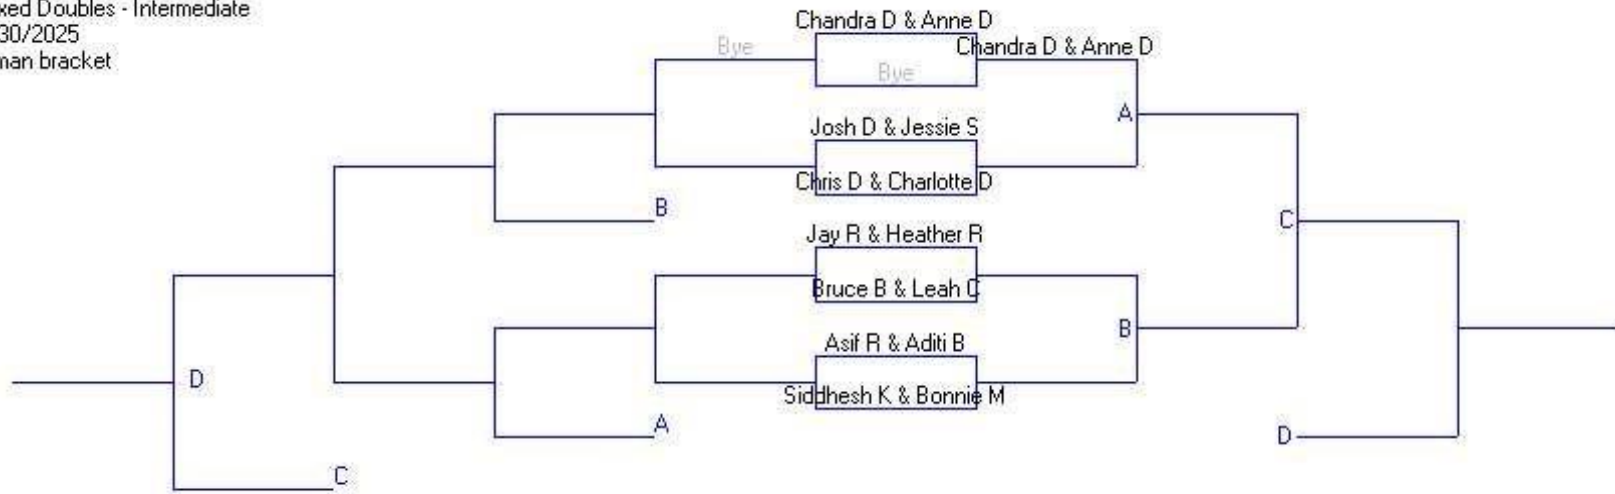 xed Doubles - Intermediate
30/2025
man bracket
Chandra D & Anne D
Bye
Chandra D & Anne D
Bye
A
Josh D & Jessie S
Chris D & Charlotte D
B
Jay R & Heather R
C
Bruce B & Leah C
B
Asif R & Aditi B
D
Siddhesh K & Bonnie M
A
D
C